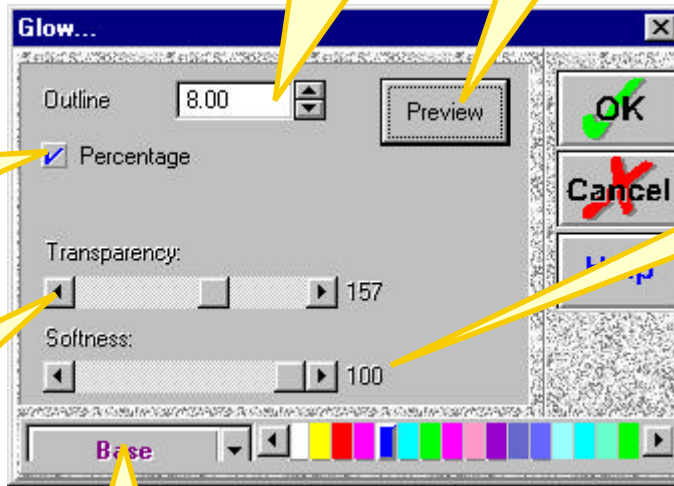 Glow...
Outline 8.00 Preview
OK
Percentage
Cancel
Transparency:
157
Softness:
100
Base